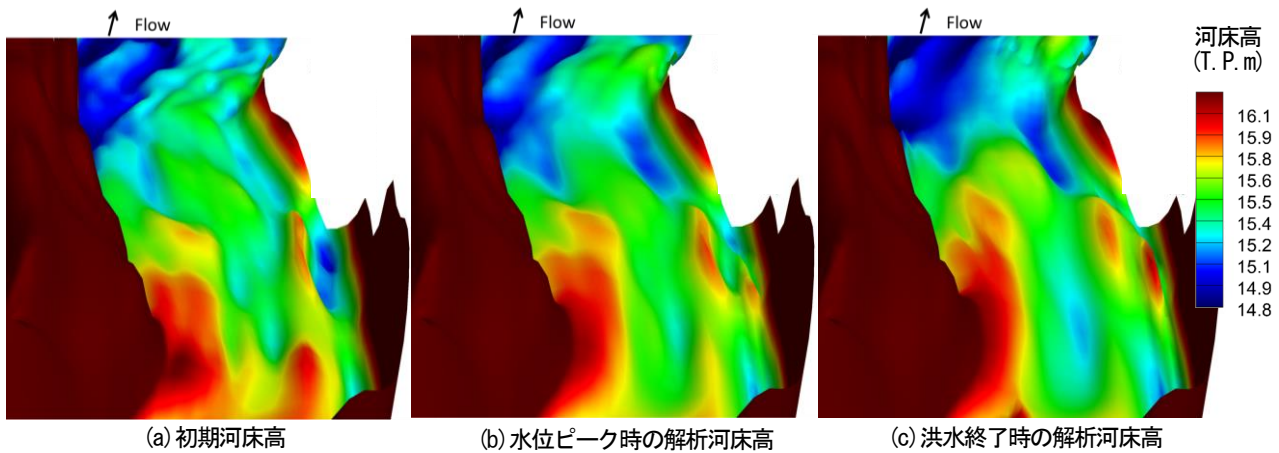 Flow
Flow
Flow
河床高
(T.P.m)
16.1
15.9
15.8
15.6
15.5
15.4
15.2
14.9
14.8
(a) 初期河床高
(b) 水位ピーク時の解析河床高
(c) 洪水終了時の解析河床高